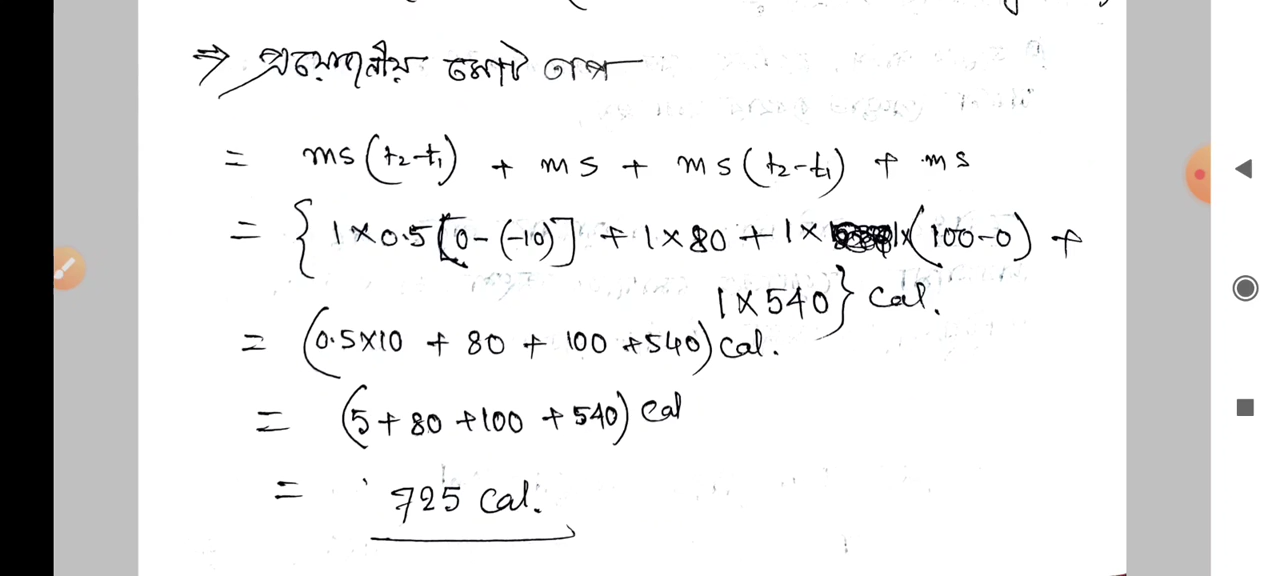 ⇒ প্রয়োজনীয় মোট তাপ
= ms(t₂-t₁) + ms + ms(t₂-t₁) + ms
= { 1×0.5[0-(-10)] + 1×80 + 1× 1×(100-0) +
1×540} Cal.
= (0.5×10 + 80 + 100 +540) Cal.
= (5+80+100+540) Cal
= 725 Cal.